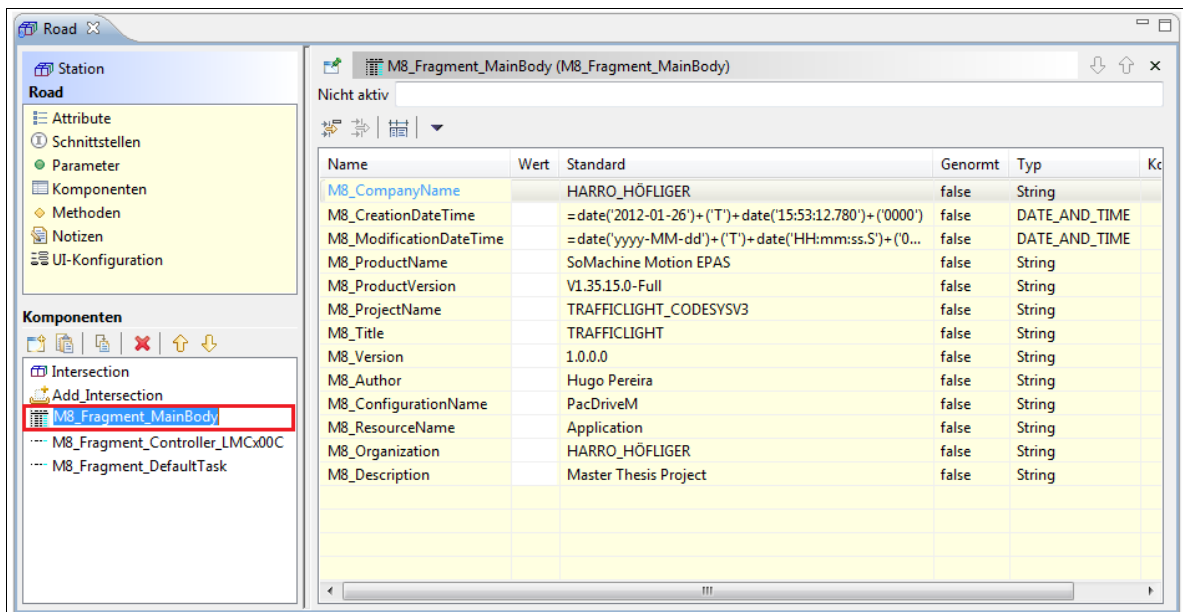 Road
Station
Road
Attribute
Schnittstellen
Parameter
Komponenten
Methoden
Notizen
UI-Konfiguration
Komponenten
Intersection
Add_Intersection
M8_Fragment_MainBody
M8_Fragment_Controller_LMCx00C
M8_Fragment_DefaultTask
M8_Fragment_MainBody (M8_Fragment_MainBody)
Nicht aktiv
Name Wert Standard Genormt Typ Kc
M8_CompanyName HARRO_HÖFLIGER false String
M8_CreationDateTime =date('2012-01-26')+('T')+date('15:53:12.780')+('0000') false DATE_AND_TIME
M8_ModificationDateTime =date('yyyy-MM-dd')+('T')+date('HH:mm:ss.S')+('0... false DATE_AND_TIME
M8_ProductName SoMachine Motion EPAS false String
M8_ProductVersion V1.35.15.0-Full false String
M8_ProjectName TRAFFICLIGHT_CODESYSV3 false String
M8_Title TRAFFICLIGHT false String
M8_Version 1.0.0.0 false String
M8_Author Hugo Pereira false String
M8_ConfigurationName PacDriveM false String
M8_ResourceName Application false String
M8_Organization HARRO_HÖFLIGER false String
M8_Description Master Thesis Project false String